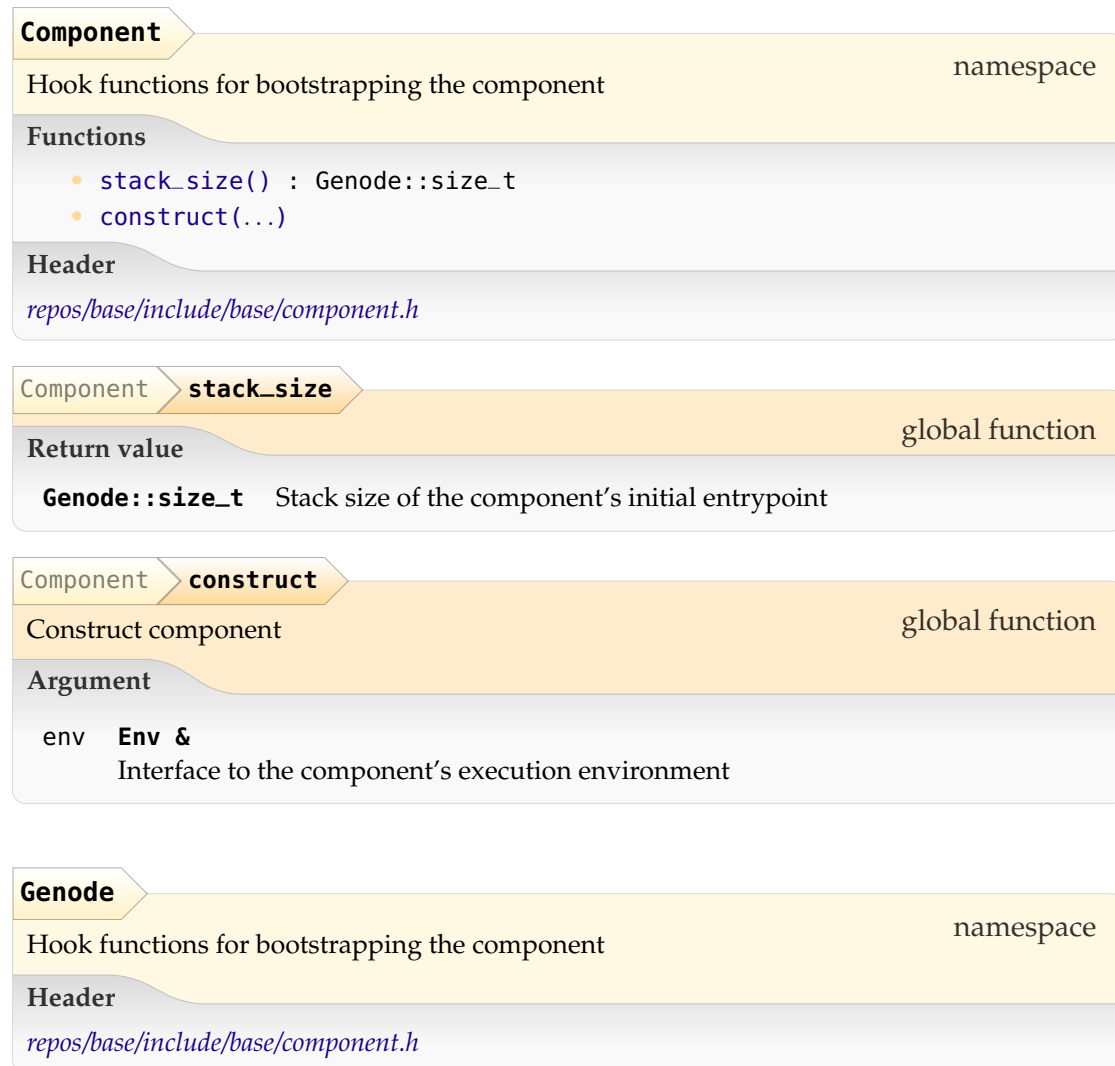 Component
namespace
Hook functions for bootstrapping the component
Functions
• stack_size() : Genode::size_t
• construct(...)
Header
repos/base/include/base/component.h
Component stack_size
global function
Return value
Genode::size_t Stack size of the component's initial entrypoint
Component construct
global function
Construct component
Argument
env Env &
Interface to the component's execution environment
Genode
namespace
Hook functions for bootstrapping the component
Header
repos/base/include/base/component.h